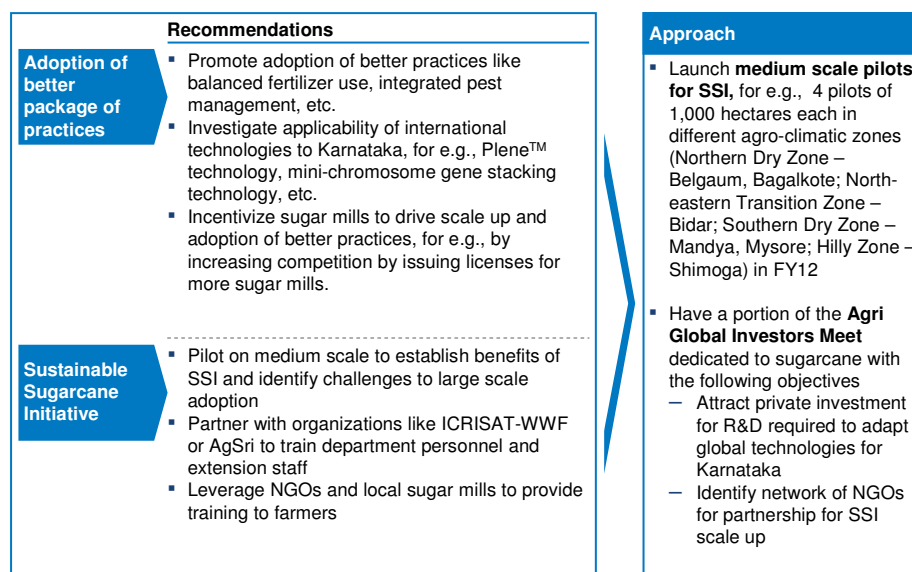 Recommendations
Adoption of
better
package of
practices
▪ Promote adoption of better practices like
balanced fertilizer use, integrated pest
management, etc.
▪ Investigate applicability of international
technologies to Karnataka, for e.g., Plene™
technology, mini-chromosome gene stacking
technology, etc.
▪ Incentivize sugar mills to drive scale up and
adoption of better practices, for e.g., by
increasing competition by issuing licenses for
more sugar mills.
Sustainable
Sugarcane
Initiative
▪ Pilot on medium scale to establish benefits of
SSI and identify challenges to large scale
adoption
▪ Partner with organizations like ICRISAT-WWF
or AgSri to train department personnel and
extension staff
▪ Leverage NGOs and local sugar mills to provide
training to farmers
Approach
▪ Launch medium scale pilots
for SSI, for e.g., 4 pilots of
1,000 hectares each in
different agro-climatic zones
(Northern Dry Zone –
Belgaum, Bagalkote; North-
eastern Transition Zone –
Bidar; Southern Dry Zone –
Mandya, Mysore; Hilly Zone –
Shimoga) in FY12
▪ Have a portion of the Agri
Global Investors Meet
dedicated to sugarcane with
the following objectives
– Attract private investment
for R&D required to adapt
global technologies for
Karnataka
– Identify network of NGOs
for partnership for SSI
scale up